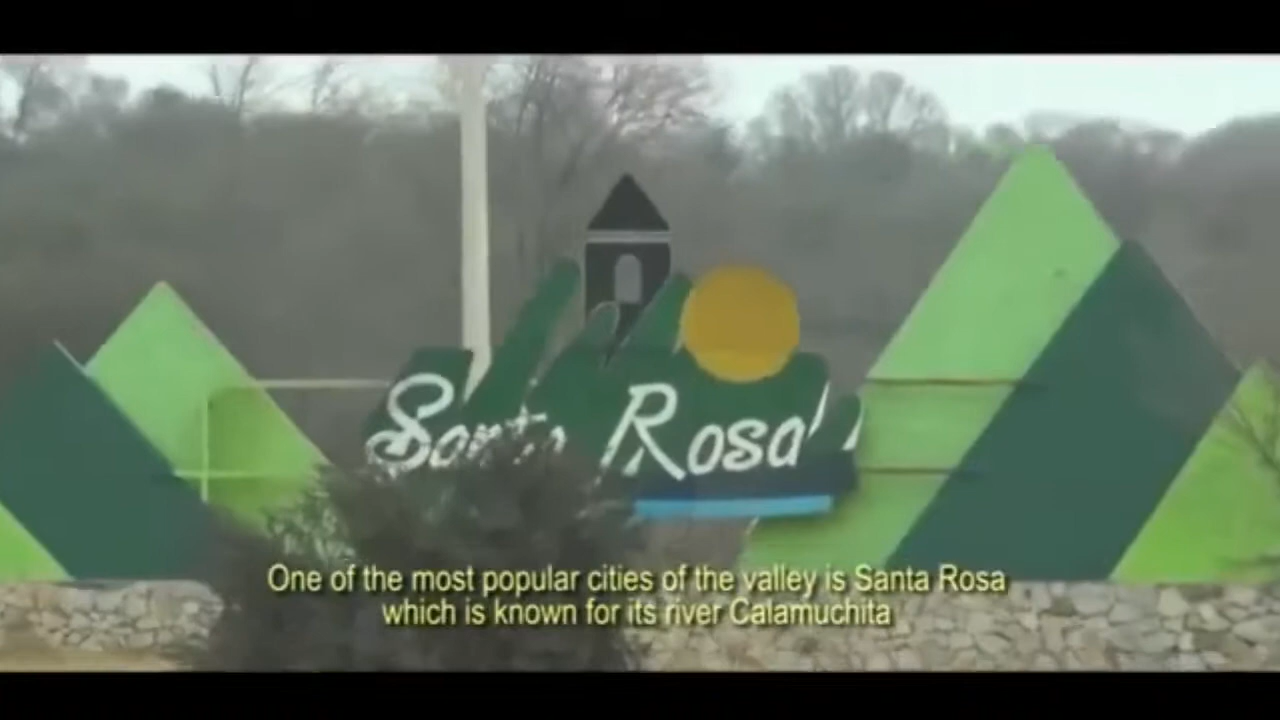 Santa Rosa
One of the most popular cities of the valley is Santa Rosa
which is known for its river Calamuchita